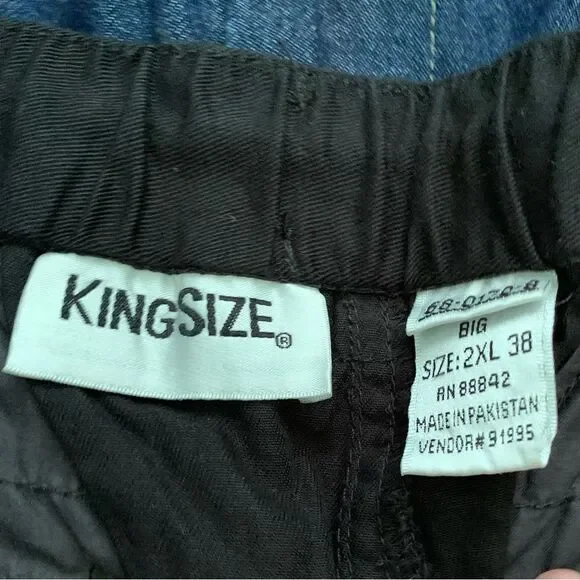 KINGSIZE®
BIG
SIZE: 2XL 38
RN 88842
MADE IN PAKISTAN
VENDOR# 91995